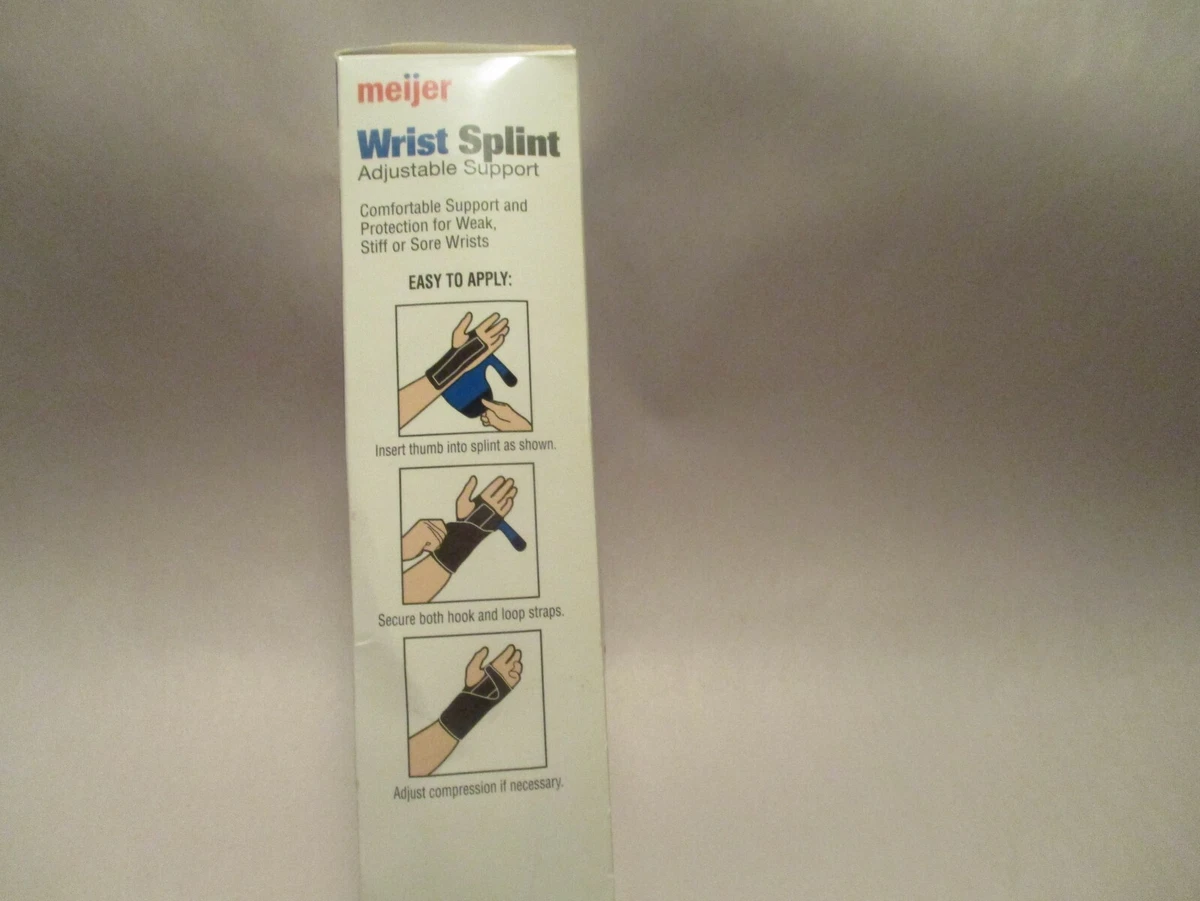 meijer
Wrist Splint
Adjustable Support
Comfortable Support and
Protection for Weak,
Stiff or Sore Wrists
EASY TO APPLY:
Insert thumb into splint as shown.
Secure both hook and loop straps.
Adjust compression if necessary.